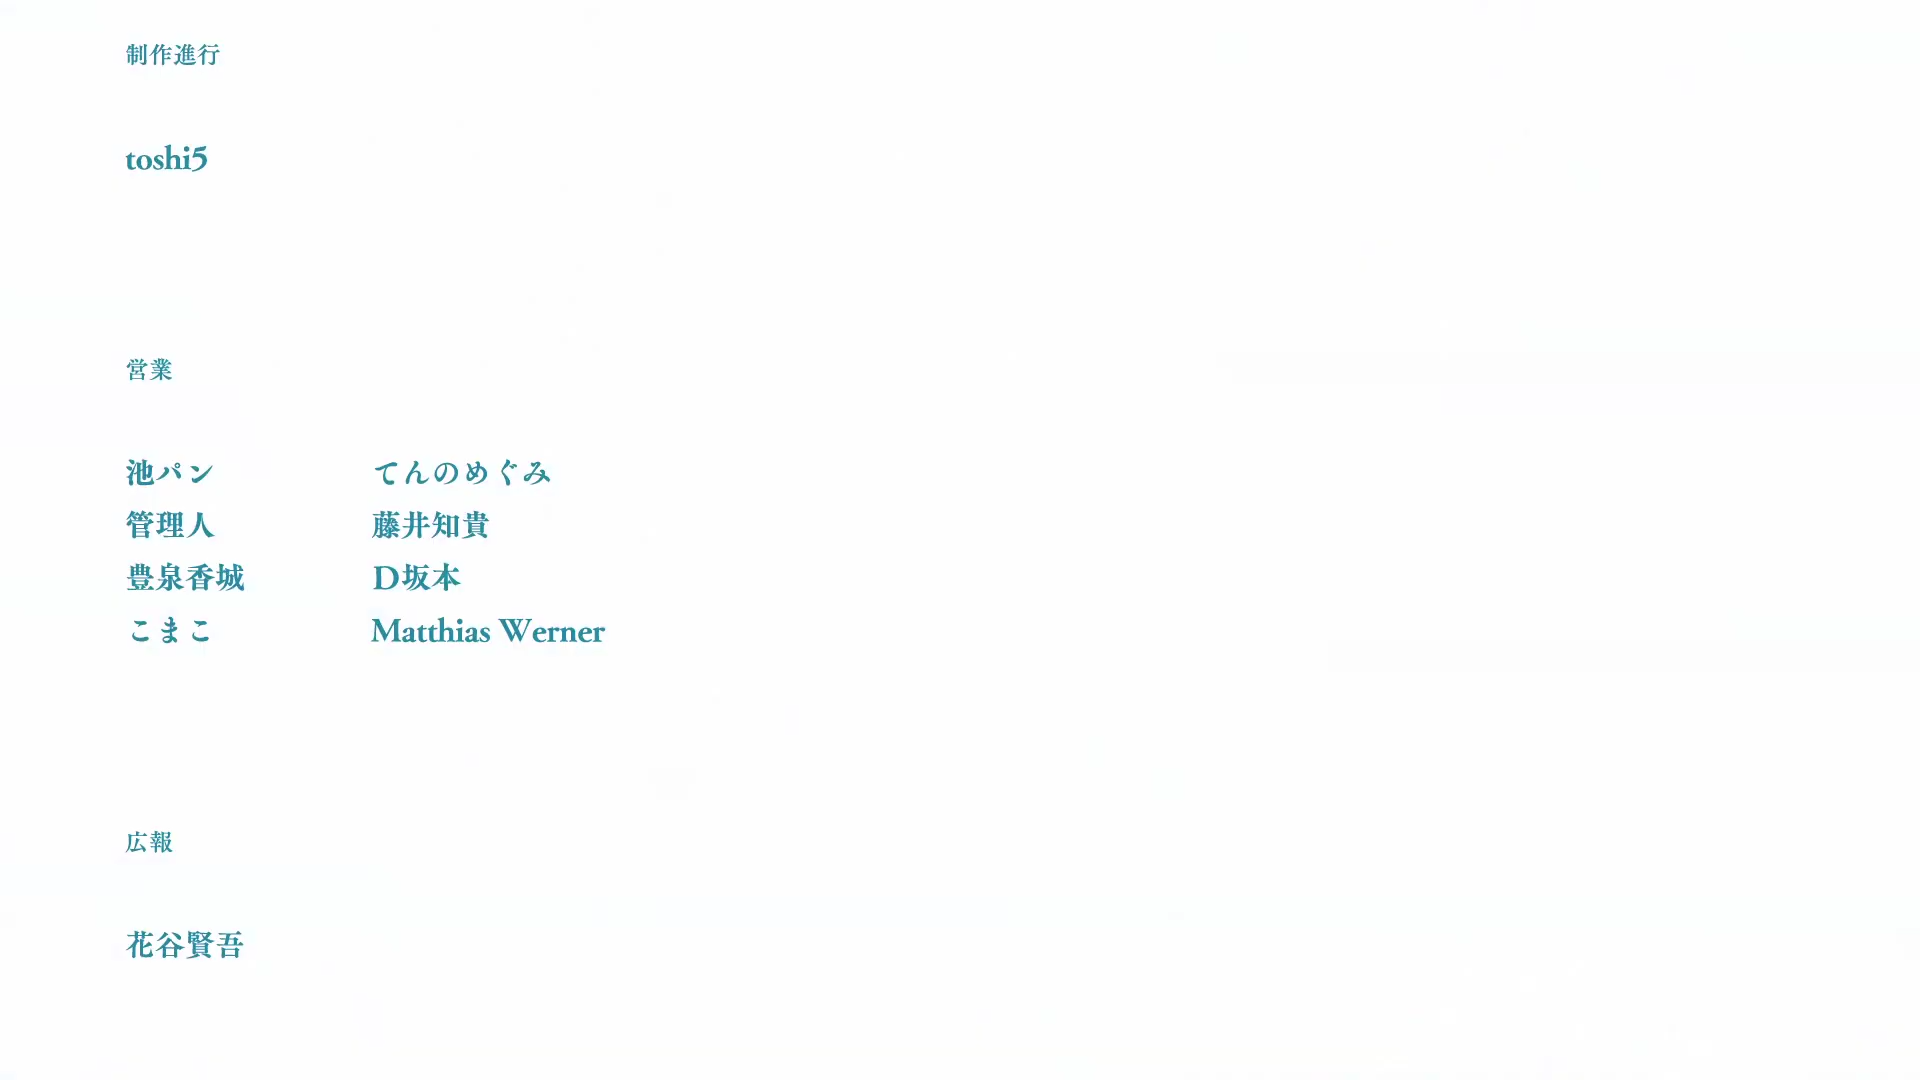 制作進行
toshi5
営業
池パン てんのめぐみ
管理人 藤井知貴
豊泉香城 D坂本
こまこ Matthias Werner
広報
花谷賢吾